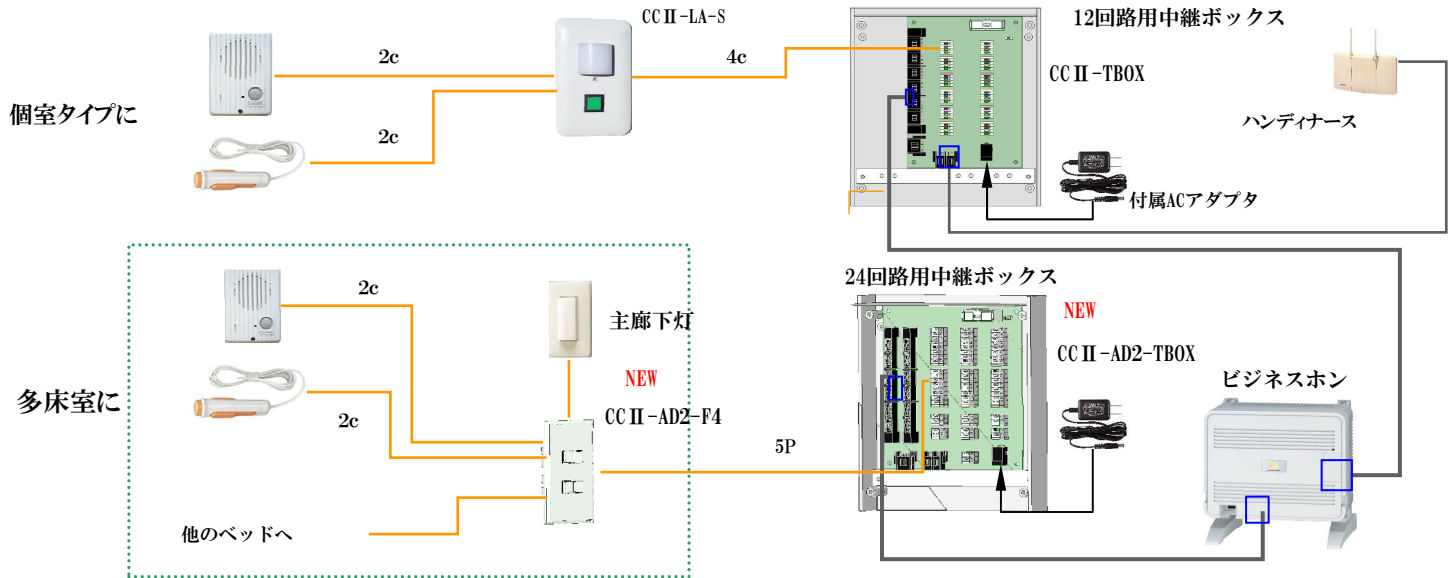 CCⅡ-LA-S
12回路用中継ボックス
2c
4c
CCⅡ-TBOX
個室タイプに
ハンディナース
2c
付属ACアダプタ
24回路用中継ボックス
2c
主廊下灯
NEW
NEW
CCⅡ-AD2-TBOX
ビジネスホン
多床室に
2c
CCⅡ-AD2-F4
5P
他のベッドへ